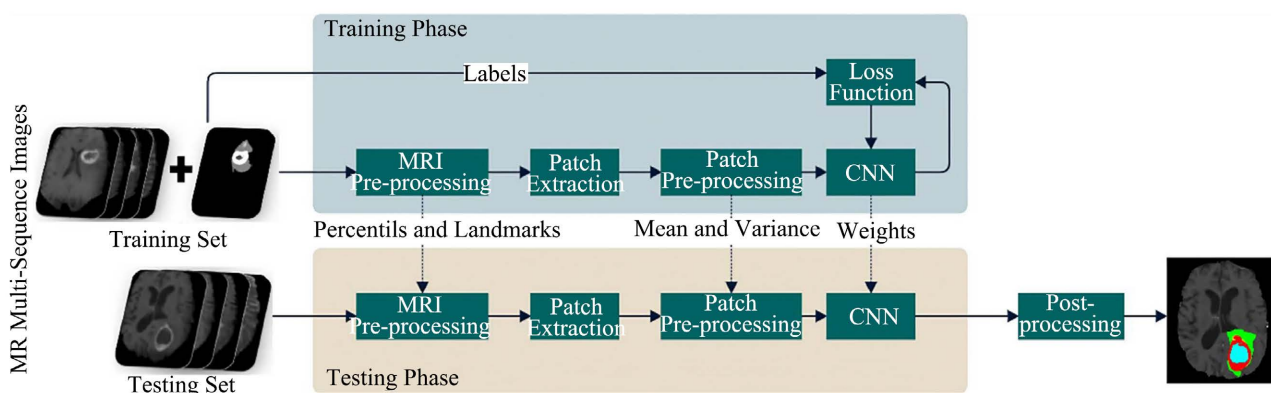 MR Multi-Sequence Images
Training Phase
Labels
Loss
Function
MRI
Pre-processing
Patch
Extraction
Patch
Pre-processing
CNN
Training Set
Percentils and Landmarks
Mean and Variance
Weights
MRI
Pre-processing
Patch
Extraction
Patch
Pre-processing
CNN
Post-
processing
Testing Set
Testing Phase